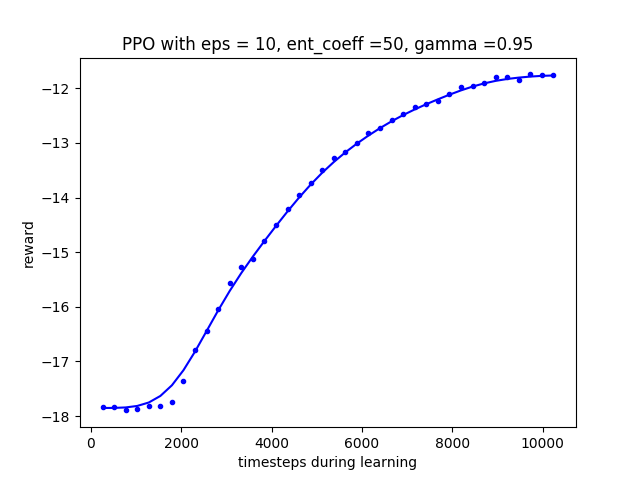 PPO with eps = 10, ent_coeff =50, gamma =0.95
−12
−13
−14
−15
−16
−17
−18
reward
0 2000 4000 6000 8000 10000
timesteps during learning